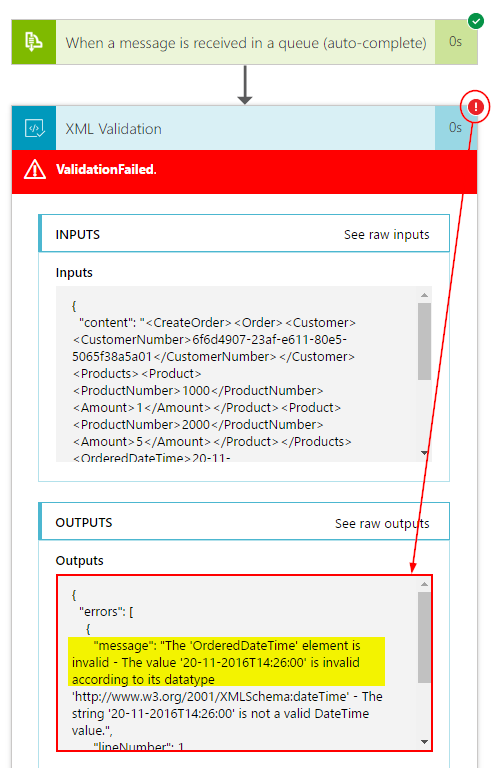 When a message is received in a queue (auto-complete)
0s
XML Validation
0s
ValidationFailed.
INPUTS
See raw inputs
Inputs
{
"content": "<CreateOrder><Order><Customer>
<CustomerNumber>6f6d4907-23af-e611-80e5-
5065f38a5a01</CustomerNumber></Customer>
<Products><Product>
<ProductNumber>1000</ProductNumber>
<Amount>1</Amount></Product><Product>
<ProductNumber>2000</ProductNumber>
<Amount>5</Amount></Product></Products>
<OrderedDateTime>20-11-
OUTPUTS
See raw outputs
Outputs
{
"errors": [
{
"message": "The 'OrderedDateTime' element is
invalid - The value '20-11-2016T14:26:00' is invalid
according to its datatype
'http://www.w3.org/2001/XMLSchema:dateTime' - The
string '20-11-2016T14:26:00' is not a valid DateTime
value.",
"lineNumber": 1